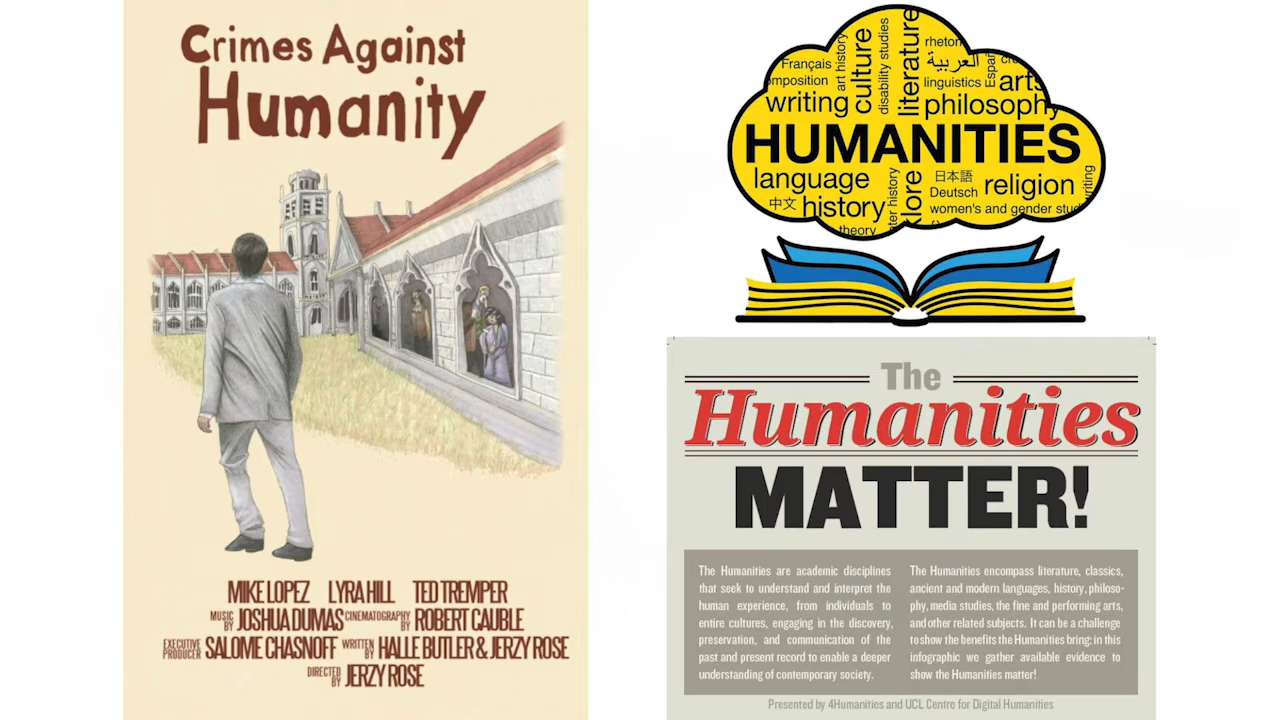 Crimes Against
Humanity
MIKE LOPEZ LYRA HILL TED TREMPER
MUSIC BY JOSHUA DUMAS CINEMATOGRAPHY BY ROBERT CAUBLE
EXECUTIVE PRODUCER SALOME CHASNOFF WRITTEN BY HALLE BUTLER & JERZY ROSE
DIRECTED BY JERZY ROSE
Français
art history
culture
disability studies
literature
العربية
linguistics
arts
writing
philosophy
HUMANITIES
language
日本語
Deutsch
religion
writing
中文
history
women's and gender
theory
The
Humanities
MATTER!
The Humanities are academic disciplines
that seek to understand and interpret the
human experience, from individuals to
entire cultures, engaging in the discovery,
preservation, and communication of the
past and present record to enable a deeper
understanding of contemporary society.
The Humanities encompass literature, classics,
ancient and modern languages, history, philoso-
phy, media studies, the fine and performing arts,
and other related subjects. It can be a challenge
to show the benefits the Humanities bring: in this
infographic we gather available evidence to
show the Humanities matter!
Presented by 4Humanities and UCL Centre for Digital Humanities